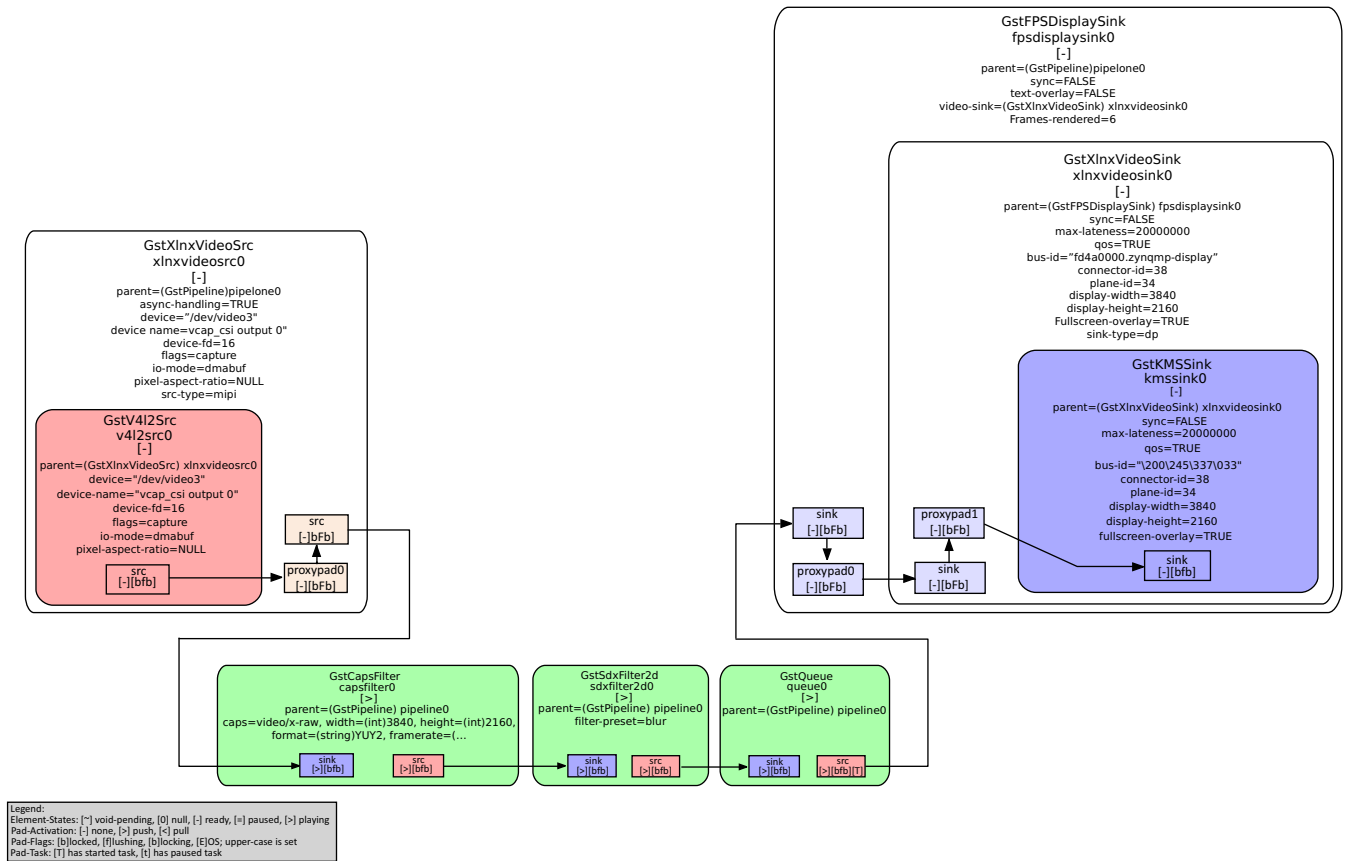 GstFPSDisplaySink
fpsdisplaysink0
[-]
parent=(GstPipeline)pipelone0
sync=FALSE
text-overlay=FALSE
video-sink=(GstXlnxVideoSink) xlnxvideosink0
Frames-rendered=6
GstXlnxVideoSink
xlnxvideosink0
[-]
parent=(GstFPSDisplaySink) fpsdisplaysink0
sync=FALSE
max-lateness=20000000
qos=TRUE
bus-id=”fd4a0000.zynqmp-display”
connector-id=38
plane-id=34
display-width=3840
display-height=2160
Fullscreen-overlay=TRUE
sink-type=dp
GstKMSSink
kmssink0
[-]
parent=(GstXlnxVideoSink) xlnxvideosink0
sync=FALSE
max-lateness=20000000
qos=TRUE
bus-id="\200\245\337\033"
connector-id=38
plane-id=34
display-width=3840
display-height=2160
fullscreen-overlay=TRUE
sink
[-][bfb]
sink
[-][bFb]
proxypad0
[-][bFb]
proxypad1
[-][bFb]
sink
[-][bFb]
GstXlnxVideoSrc
xlnxvideosrc0
[-]
parent=(GstPipeline)pipelone0
async-handling=TRUE
device=”/dev/video3"
device name=vcap_csi output 0"
device-fd=16
flags=capture
io-mode=dmabuf
pixel-aspect-ratio=NULL
src-type=mipi
GstV4l2Src
v4l2src0
[-]
parent=(GstXlnxVideoSrc) xlnxvideosrc0
device="/dev/video3"
device-name="vcap_csi output 0"
device-fd=16
flags=capture
io-mode=dmabuf
pixel-aspect-ratio=NULL
src
[-][bfb]
src
[-]bFb]
proxypad0
[-][bFb]
GstCapsFilter
capsfilter0
[>]
parent=(GstPipeline) pipeline0
caps=video/x-raw, width=(int)3840, height=(int)2160,
format=(string)YUY2, framerate=(...
sink
[>][bfb]
src
[>][bfb]
GstSdxFilter2d
sdxfilter2d0
[>]
parent=(GstPipeline) pipeline0
filter-preset=blur
sink
[>][bfb]
src
[>][bfb]
GstQueue
queue0
[>]
parent=(GstPipeline) pipeline0
sink
[>][bfb]
src
[>][bfb][T]
Legend:
Element-States: [~] void-pending, [0] null, [-] ready, [=] paused, [>] playing
Pad-Activation: [-] none, [>] push, [<] pull
Pad-Flags: [b]locked, [f]lushing, [b]locking, [E]OS; upper-case is set
Pad-Task: [T] has started task, [t] has paused task